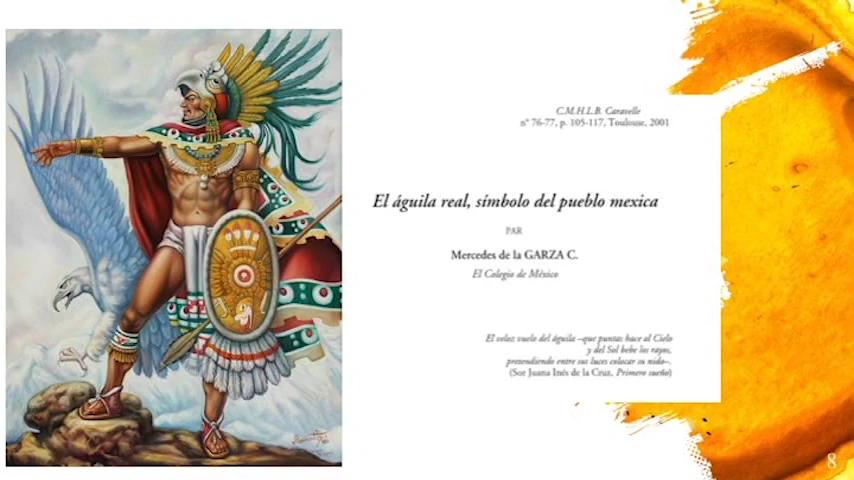 C.M.H.L.B. Caravelle
n° 76-77, p. 105-117, Toulouse, 2001
El águila real, símbolo del pueblo mexica
PAR
Mercedes de la GARZA C.
El Colegio de México
El veloz vuelo del águila –que puntas hace al Cielo
y del Sol bebe los rayos,
pretendiendo entre sus luces colocar su nido–.
(Sor Juana Inés de la Cruz, Primero sueño)
8